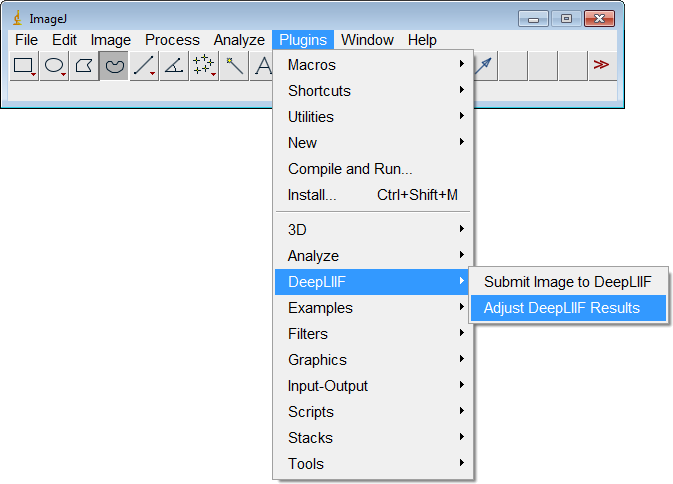 ImageJ
File Edit Image Process Analyze Plugins Window Help
A
>>
Macros
Shortcuts
Utilities
New
Compile and Run...
Install... Ctrl+Shift+M
3D
Analyze
DeepLIIF
Submit Image to DeepLIIF
Adjust DeepLIIF Results
Examples
Filters
Graphics
Input-Output
Scripts
Stacks
Tools